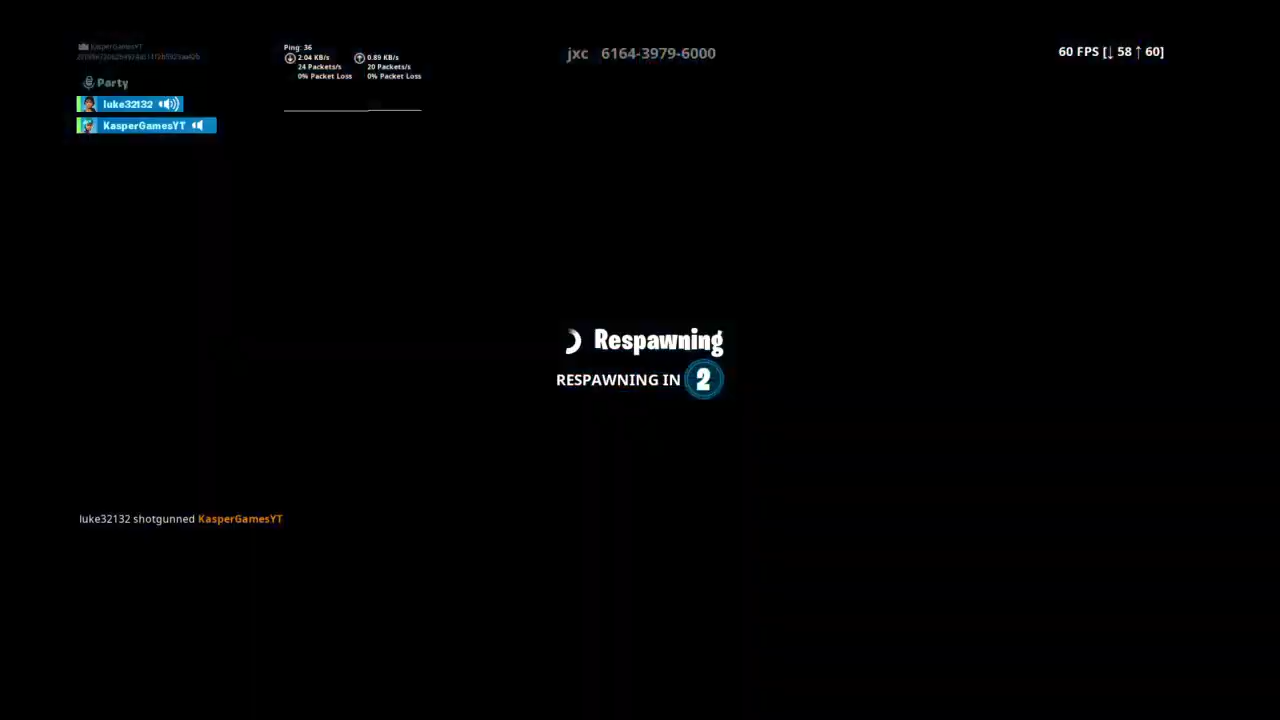 KasperGamesYT
Party
luke32132
KasperGamesYT
Ping: 36
2.04 KB/s 0.89 KB/s
24 Packets/s 20 Packets/s
0% Packet Loss 0% Packet Loss
jxc 6164-3979-6000
60 FPS [↓ 58 ↑ 60]
Respawning
RESPAWNING IN 2
luke32132 shotgunned KasperGamesYT